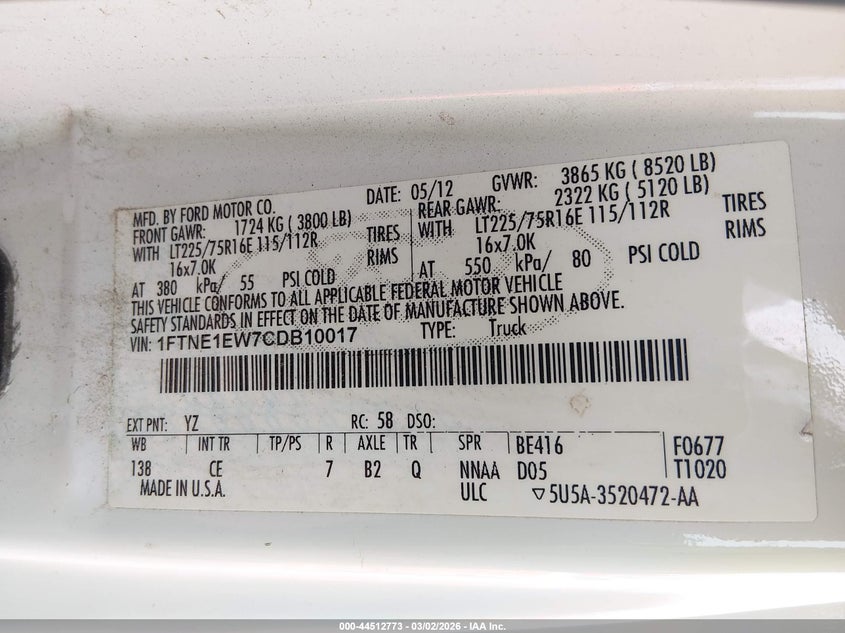 MFD. BY FORD MOTOR CO. DATE: 05/12 GVWR: 3865 KG ( 8520 LB)
FRONT GAWR: 1724 KG ( 3800 LB) REAR GAWR: 2322 KG ( 5120 LB)
WITH LT225/75R16E 115/112R TIRES WITH LT225/75R16E 115/112R TIRES
16x7.0K RIMS 16x7.0K RIMS
AT 380 kPa/ 55 PSI COLD AT 550 kPa/ 80 PSI COLD
THIS VEHICLE CONFORMS TO ALL APPLICABLE FEDERAL MOTOR VEHICLE
SAFETY STANDARDS IN EFFECT ON THE DATE OF MANUFACTURE SHOWN ABOVE.
VIN: 1FTNE1EW7CDB10017 TYPE: Truck
EXT PNT: YZ RC: 58 DSO:
WB INT TR TP/PS R AXLE TR SPR BE416 F0677
138 CE 7 B2 Q NNAA D05 T1020
MADE IN U.S.A. ULC ▽5U5A-3520472-AA
000-44512773 - 03/02/2026 - IAA Inc.